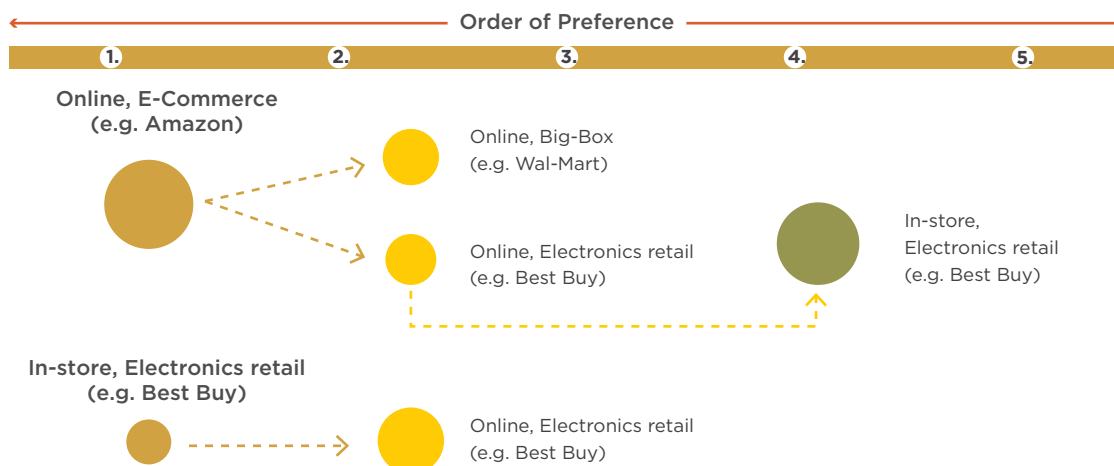 Order of Preference
1. 2. 3. 4. 5.
Online, E-Commerce
(e.g. Amazon)
Online, Big-Box
(e.g. Wal-Mart)
Online, Electronics retail
(e.g. Best Buy)
In-store,
Electronics retail
(e.g. Best Buy)
In-store, Electronics retail
(e.g. Best Buy)
Online, Electronics retail
(e.g. Best Buy)